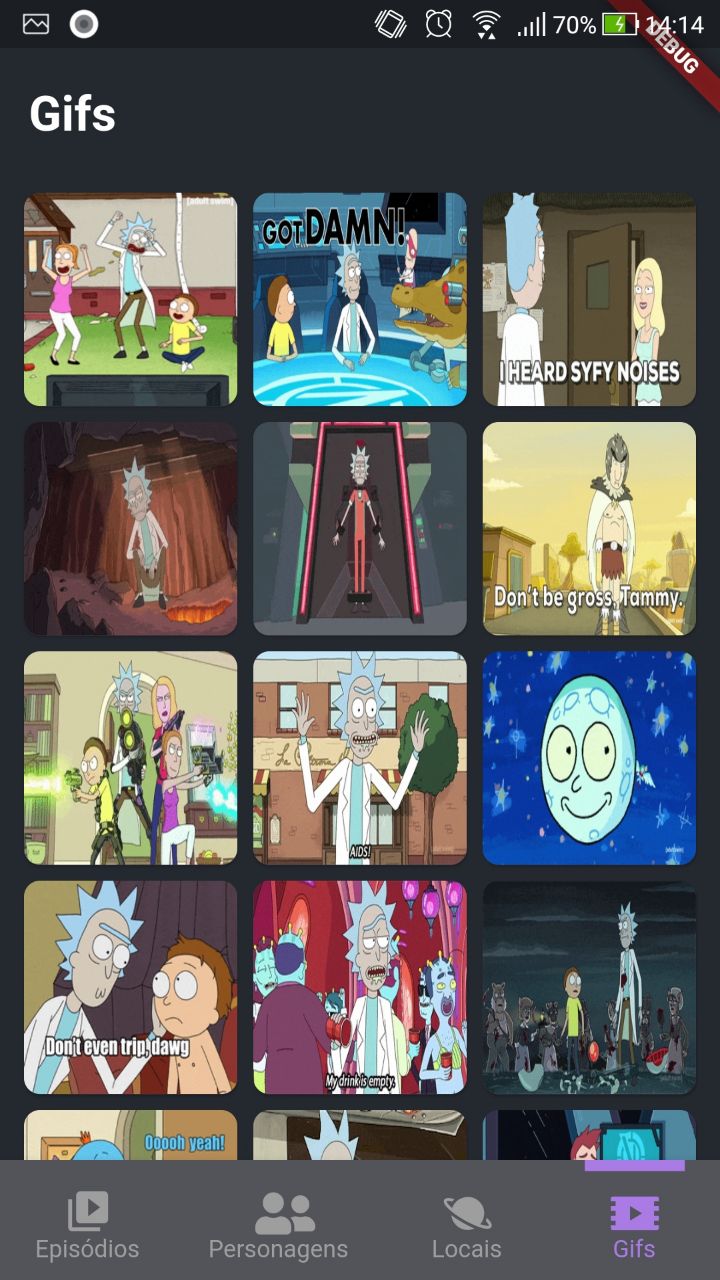 70% 14:14
DEBUG
Gifs
[adult swim]
GOT DAMN!
I HEARD SYFY NOISES
Don't be gross, Tammy.
AIDS!
Don't even trip, dawg
My drink is empty.
Ooooh yeah!
Episódios
Personagens
Locais
Gifs